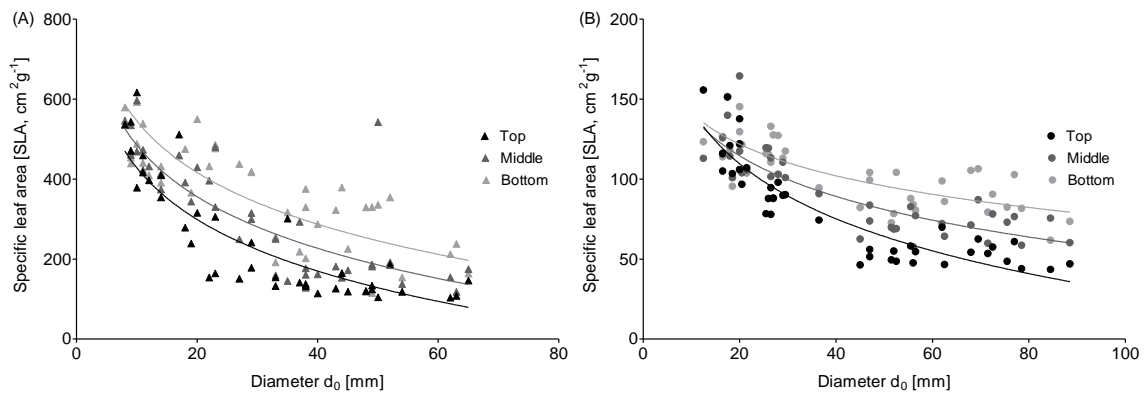 (A)
Specific leaf area [SLA, cm²g⁻¹]
800
600
400
200
0
0 20 40 60 80
Diameter d₀ [mm]
Top
Middle
Bottom
(B)
Specific leaf area [SLA, cm²g⁻¹]
200
150
100
50
0
0 20 40 60 80 100
Diameter d₀ [mm]
Top
Middle
Bottom